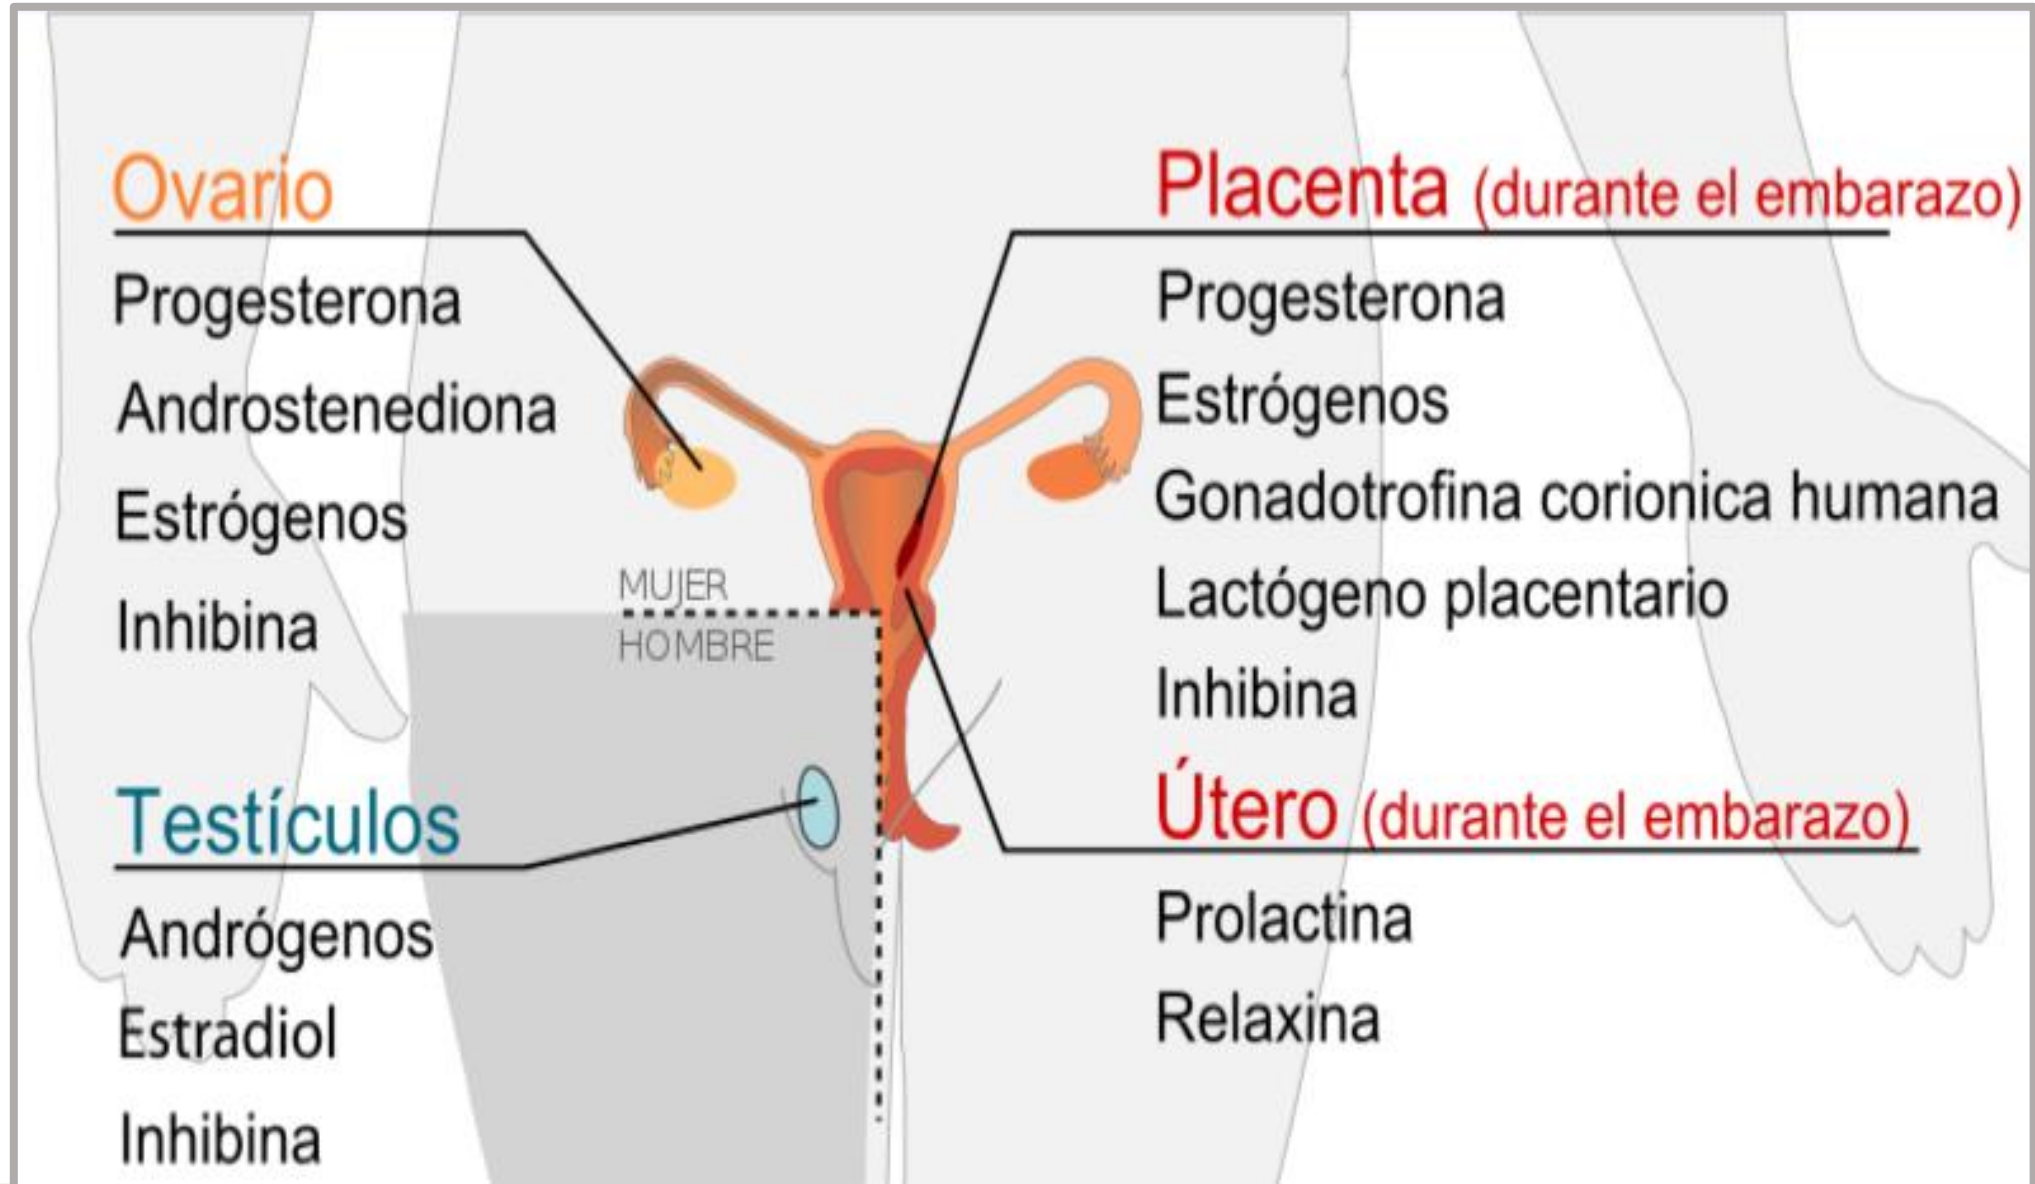 Ovario
Progesterona
Androstenediona
Estrógenos
Inhibina
MUJER
HOMBRE
Testículos
Andrógenos
Estradiol
Inhibina
Placenta (durante el embarazo)
Progesterona
Estrógenos
Gonadotrofina corionica humana
Lactógeno placentario
Inhibina
Útero (durante el embarazo)
Prolactina
Relaxina